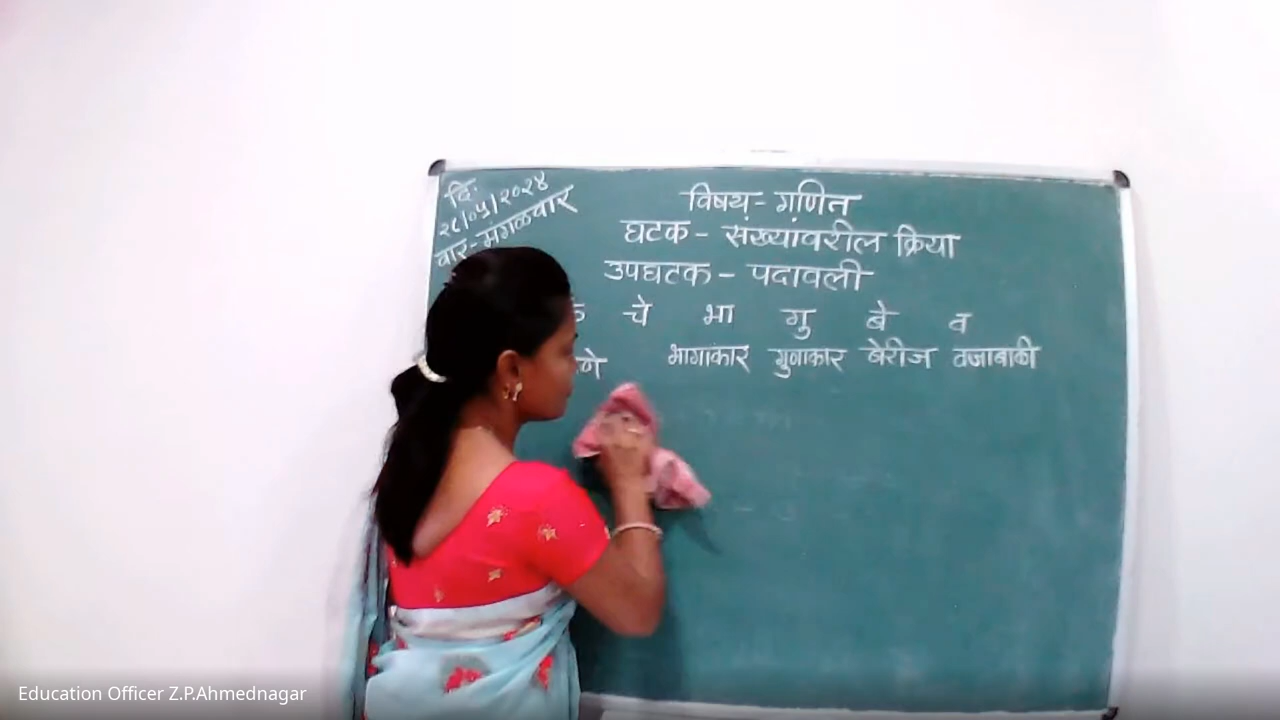 दि:
२८/०५/२०२४
वार-मंगळवार
विषय- गणित
घटक- संख्यांवरील क्रिया
उपघटक- पदावली
कं चे भा गु बे व
णे भागाकार गुणाकार बेरीज वजाबाकी
Education Officer Z.P.Ahmednagar